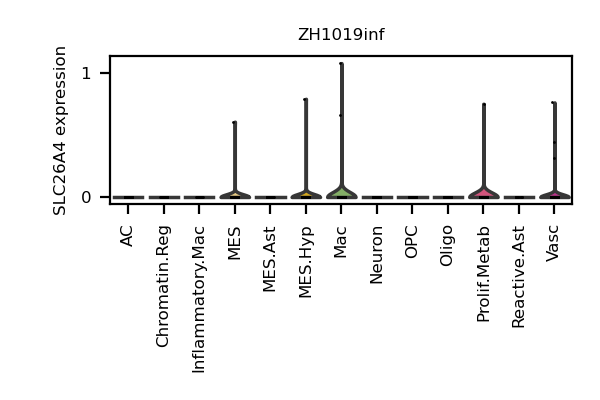 ZH1019inf
SLC26A4 expression
1
0
AC
Chromatin.Reg
Inflammatory.Mac
MES
MES.Ast
MES.Hyp
Mac
Neuron
OPC
Oligo
Prolif.Metab
Reactive.Ast
Vasc